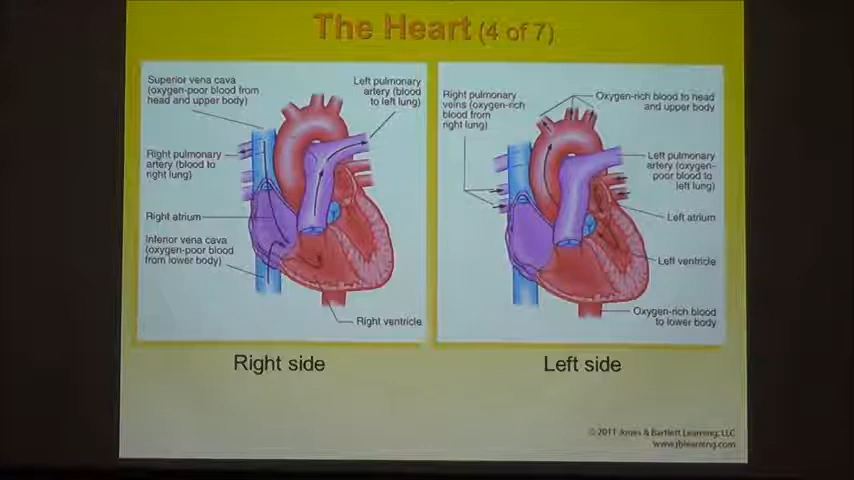 The Heart (4 of 7)
Superior vena cava
(oxygen-poor blood from
head and upper body)
Left pulmonary
artery (blood
to left lung)
Right pulmonary
artery (blood to
right lung)
Right atrium
Inferior vena cava
(oxygen-poor blood
from lower body)
Right ventricle
Right side
Right pulmonary
veins (oxygen-rich
blood from
right lung)
Oxygen-rich blood to head
and upper body
Left pulmonary
artery (oxygen-
poor blood to
left lung)
Left atrium
Left ventricle
Oxygen-rich blood
to lower body
Left side
© 2011 Jones & Bartlett Learning, LLC
www.jblearning.com